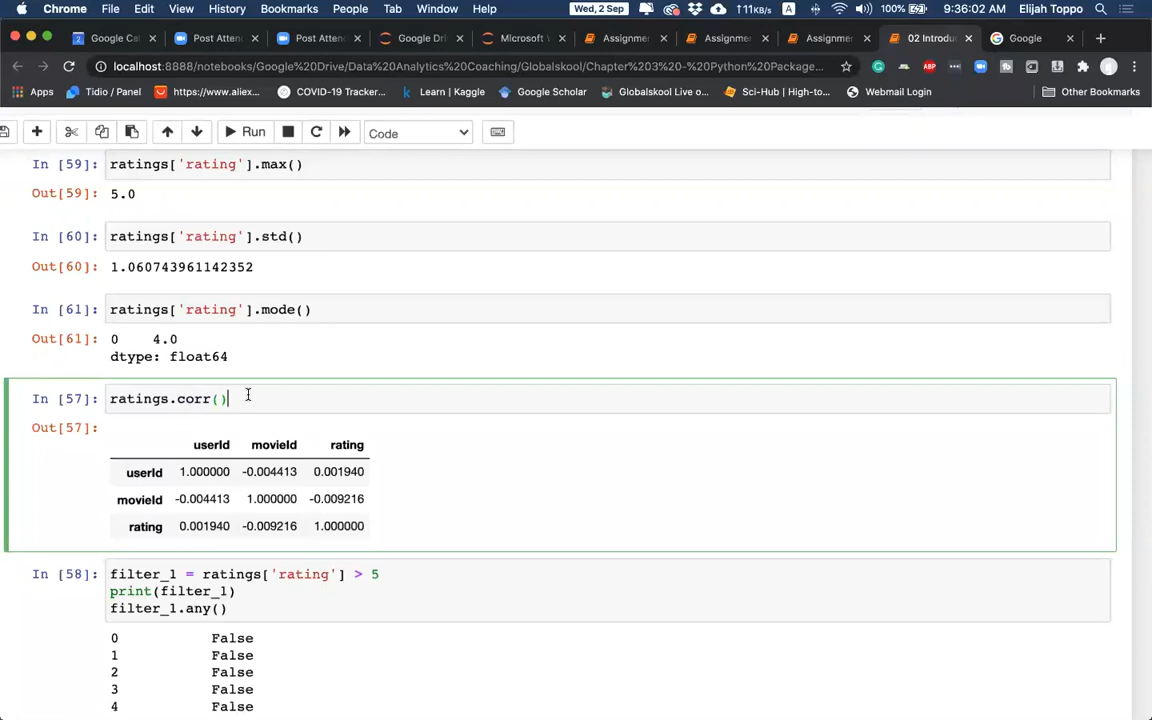 Chrome File Edit View History Bookmarks People Tab Window Help Wed, 2 Sep 11KB/s A 100% 9:36:02 AM Elijah Toppo
Google Cal Post Atten Post Atten Google Dri Microsoft Assignme Assignme Assignme 02 Introdu Google
localhost:8888/notebooks/Google%20Drive/Data%20Analytics%20Coaching/Globalskool/Chapter%203%20-%20Python%20Package...
Apps Tidio / Panel https://www.aliex... COVID-19 Tracker... Learn | Kaggle Google Scholar Globalskool Live o... Sci-Hub | High-to... Webmail Login Other Bookmarks
Run Code
In [59]: ratings['rating'].max()
Out[59]: 5.0
In [60]: ratings['rating'].std()
Out[60]: 1.060743961142352
In [61]: ratings['rating'].mode()
Out[61]: 0 4.0
dtype: float64
In [57]: ratings.corr()
Out[57]:
userId movieId rating
userId 1.000000 -0.004413 0.001940
movieId -0.004413 1.000000 -0.009216
rating 0.001940 -0.009216 1.000000
In [58]: filter_1 = ratings['rating'] > 5
print(filter_1)
filter_1.any()
0 False
1 False
2 False
3 False
4 False